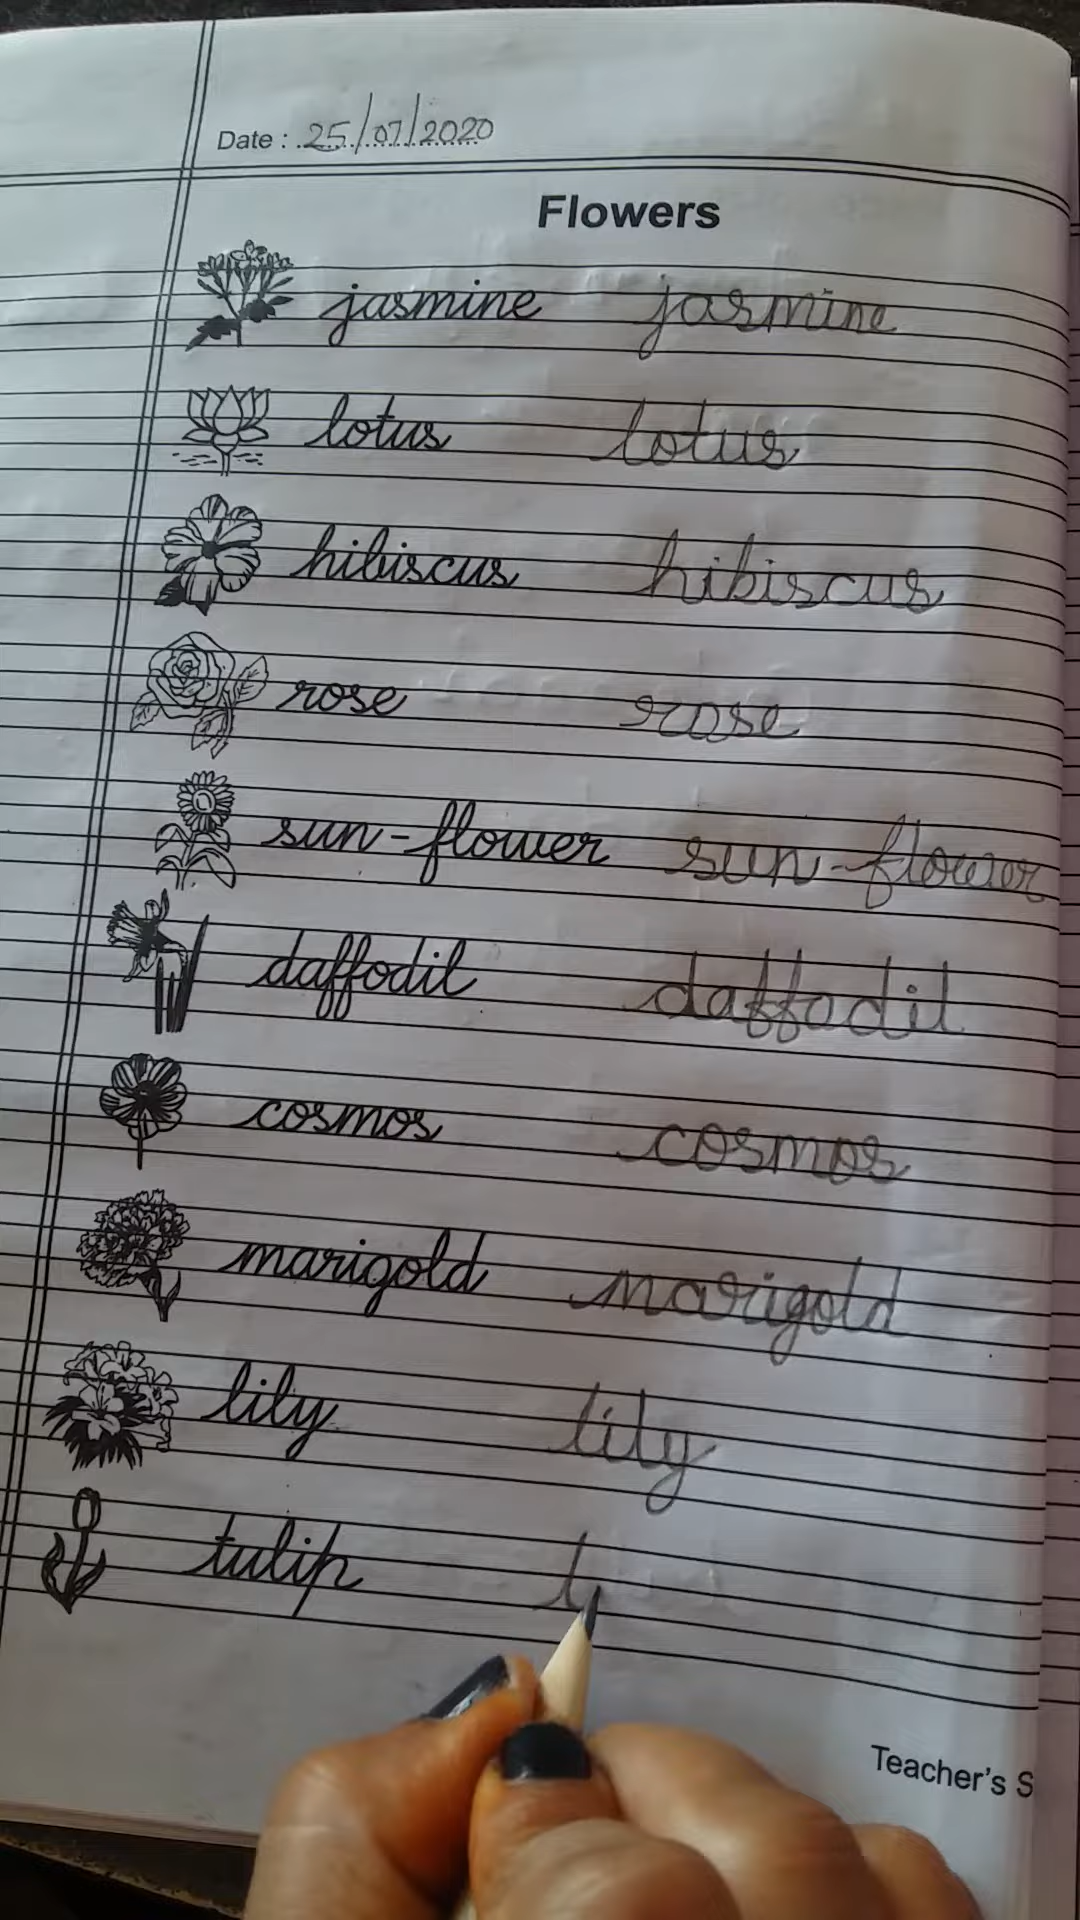 Date : 25/07/2020
Flowers
jasmine jasmine
lotus lotus
hibiscus hibiscus
rose rose
sun-flower sun-flower
daffodil daffodil
cosmos cosmos
marigold marigold
lily lily
tulip t
Teacher's S